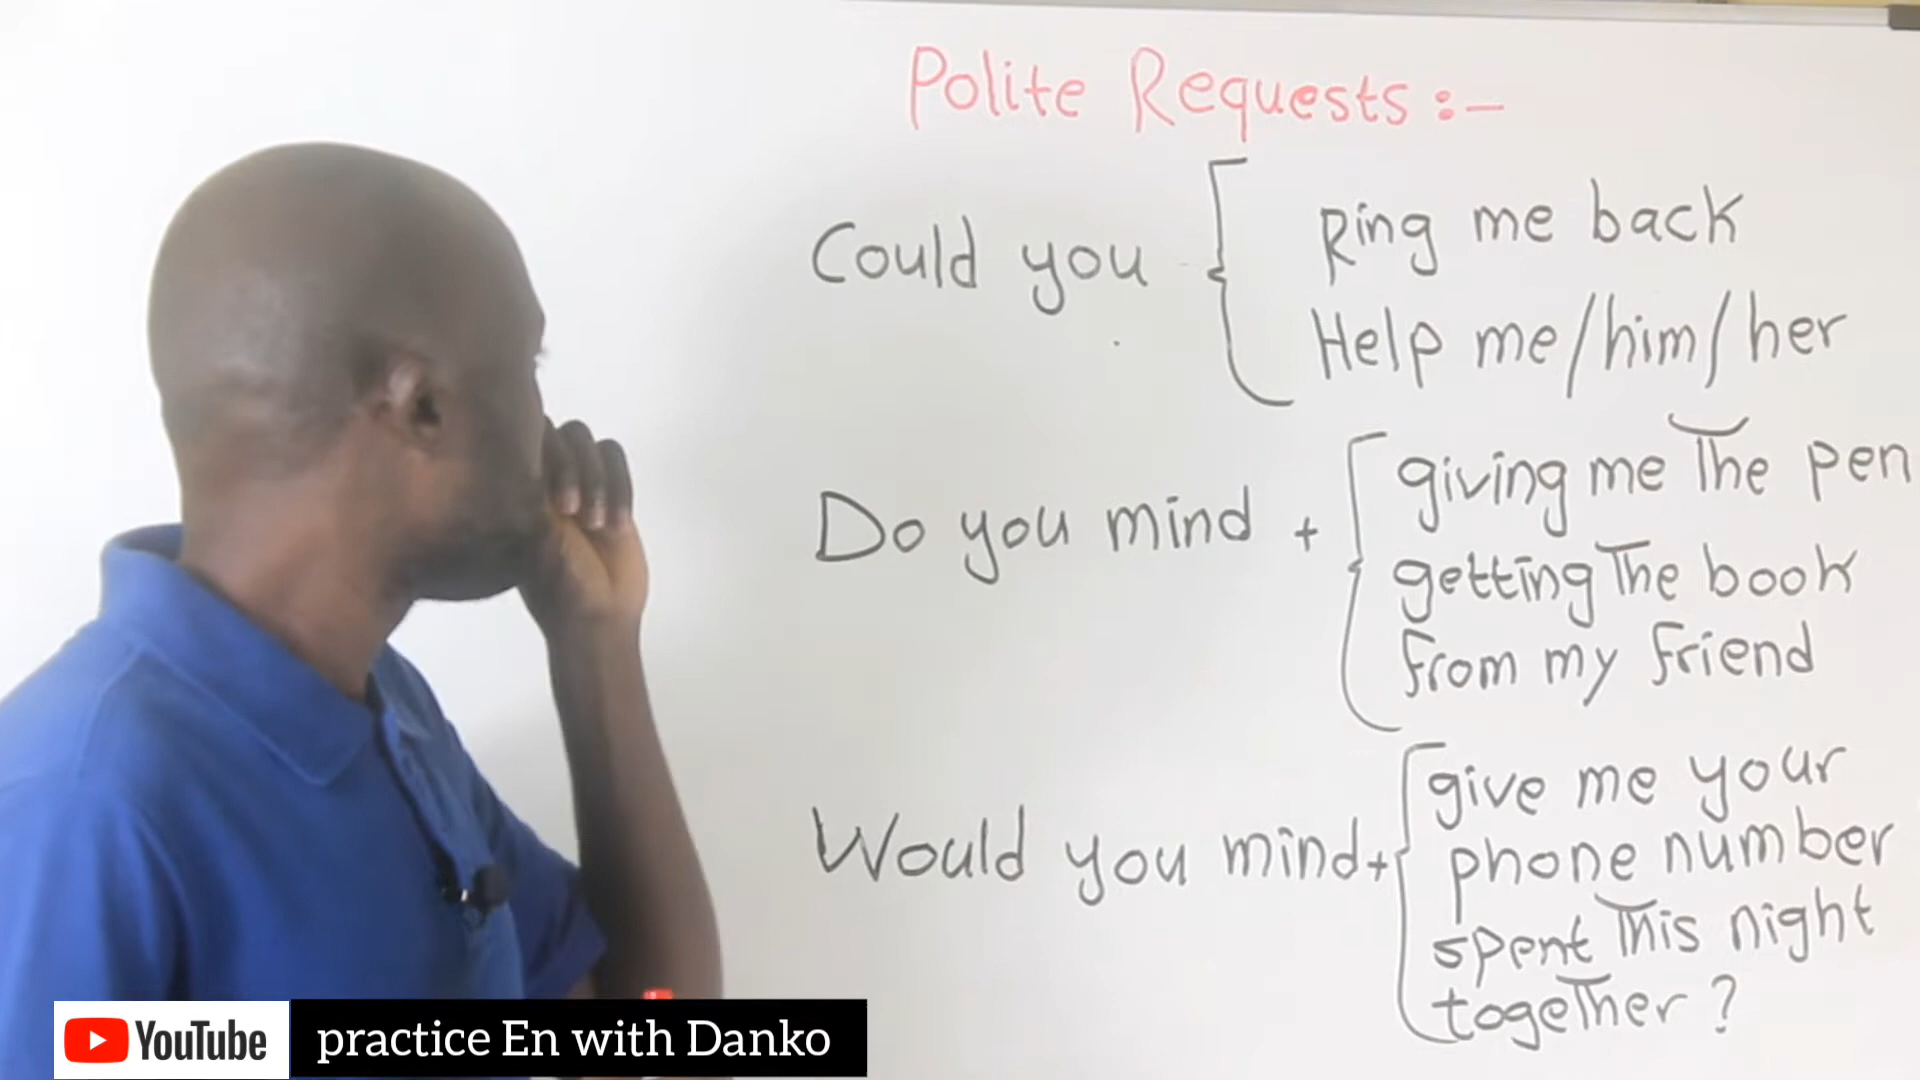 Polite Requests :-
Could you
Ring me back
Help me/him/her
Do you mind +
giving me The pen
getting The book
from my friend
Would you mind +
give me your
phone number
spent This night
together ?
YouTube
practice En with Danko